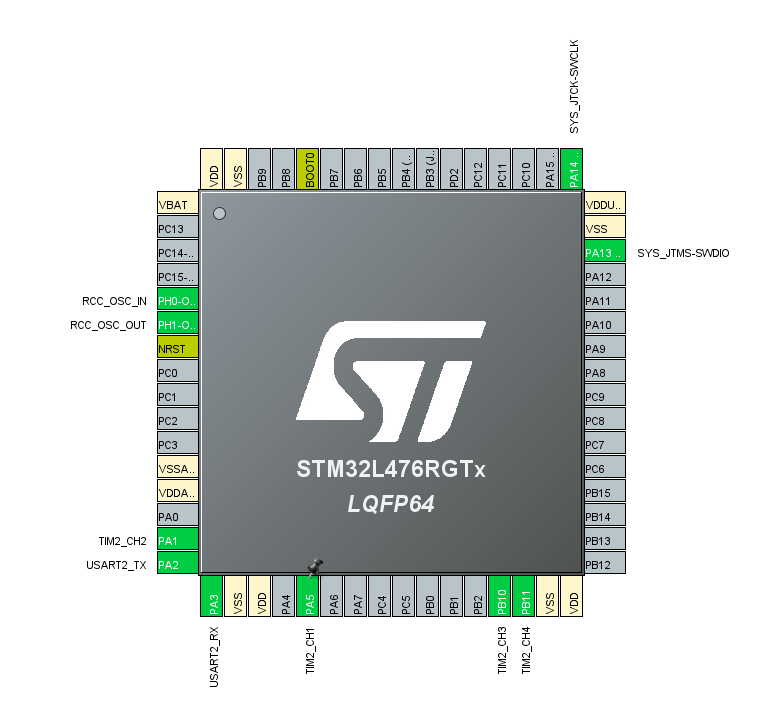 SYS_JTCK-SWCLK
VDD
VSS
PB9
PB8
BOOT0
PB7
PB6
PB5
PB4 (..
PB3 (J..
PD2
PC12
PC11
PC10
PA15 ..
PA14 ..
VBAT
PC13
PC14-..
PC15-..
RCC_OSC_IN
PH0-O..
RCC_OSC_OUT
PH1-O..
NRST
PC0
PC1
PC2
PC3
VSSA..
VDDA..
PA0
TIM2_CH2
PA1
USART2_TX
PA2
VDDU..
VSS
PA13 ..
SYS_JTMS-SWDIO
PA12
PA11
PA10
PA9
PA8
PC9
PC8
PC7
PC6
PB15
PB14
PB13
PB12
ST
STM32L476RGTx
LQFP64
PA3
VSS
VDD
PA4
PA5
PA6
PA7
PC4
PC5
PB0
PB1
PB2
PB10
PB11
VSS
VDD
USART2_RX
TIM2_CH1
TIM2_CH3
TIM2_CH4